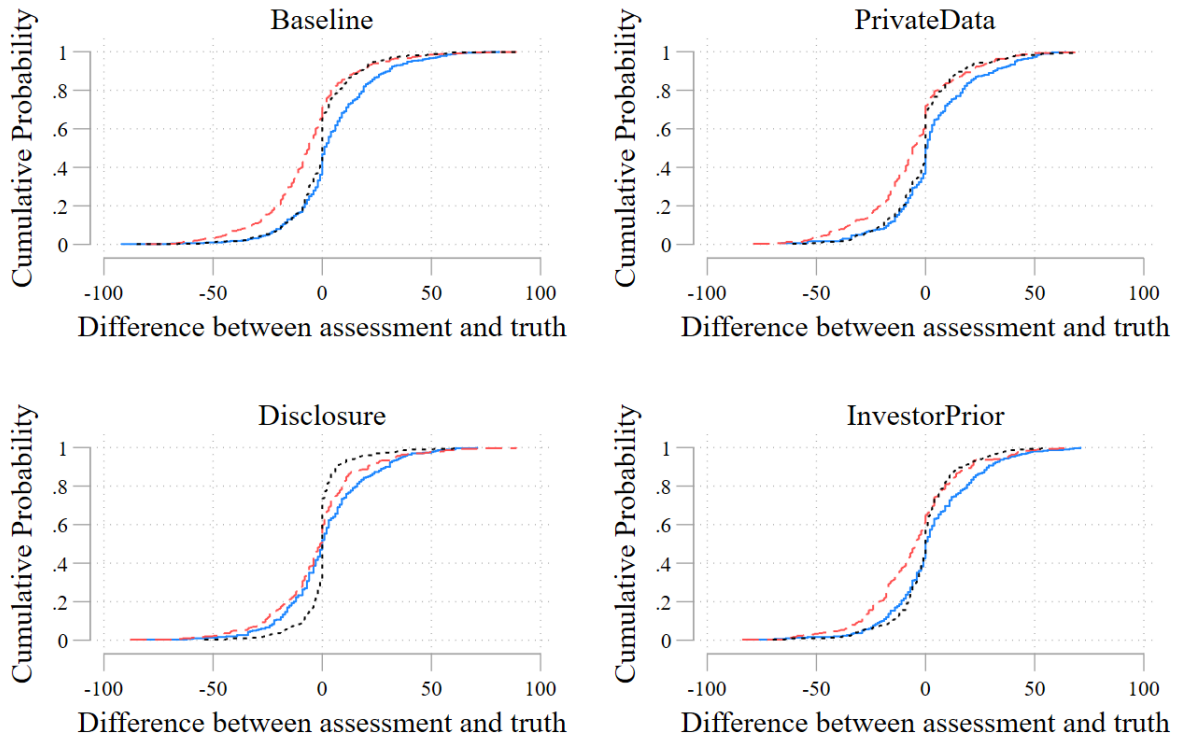 Baseline
Cumulative Probability
1
.8
.6
.4
.2
0
-100 -50 0 50 100
Difference between assessment and truth
PrivateData
Cumulative Probability
1
.8
.6
.4
.2
0
-100 -50 0 50 100
Difference between assessment and truth
Disclosure
Cumulative Probability
1
.8
.6
.4
.2
0
-100 -50 0 50 100
Difference between assessment and truth
InvestorPrior
Cumulative Probability
1
.8
.6
.4
.2
0
-100 -50 0 50 100
Difference between assessment and truth